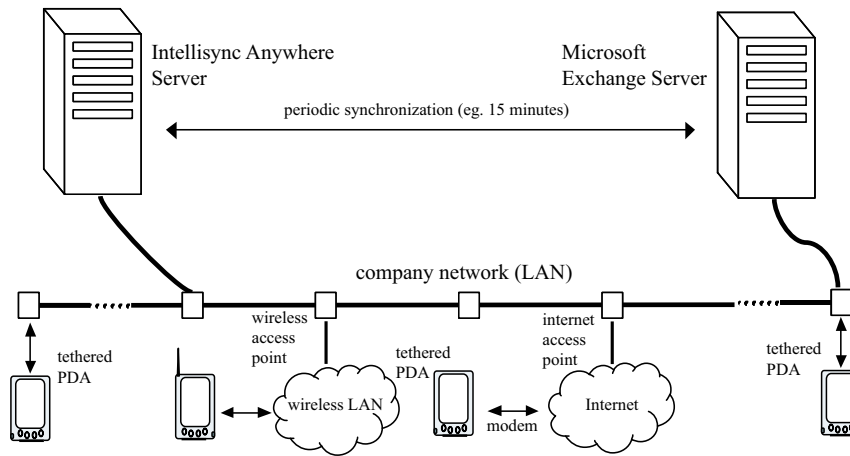 Intellisync Anywhere
Server
Microsoft
Exchange Server
periodic synchronization (eg. 15 minutes)
company network (LAN)
wireless
access
point
internet
access
point
tethered
PDA
tethered
PDA
tethered
PDA
wireless LAN
modem
Internet